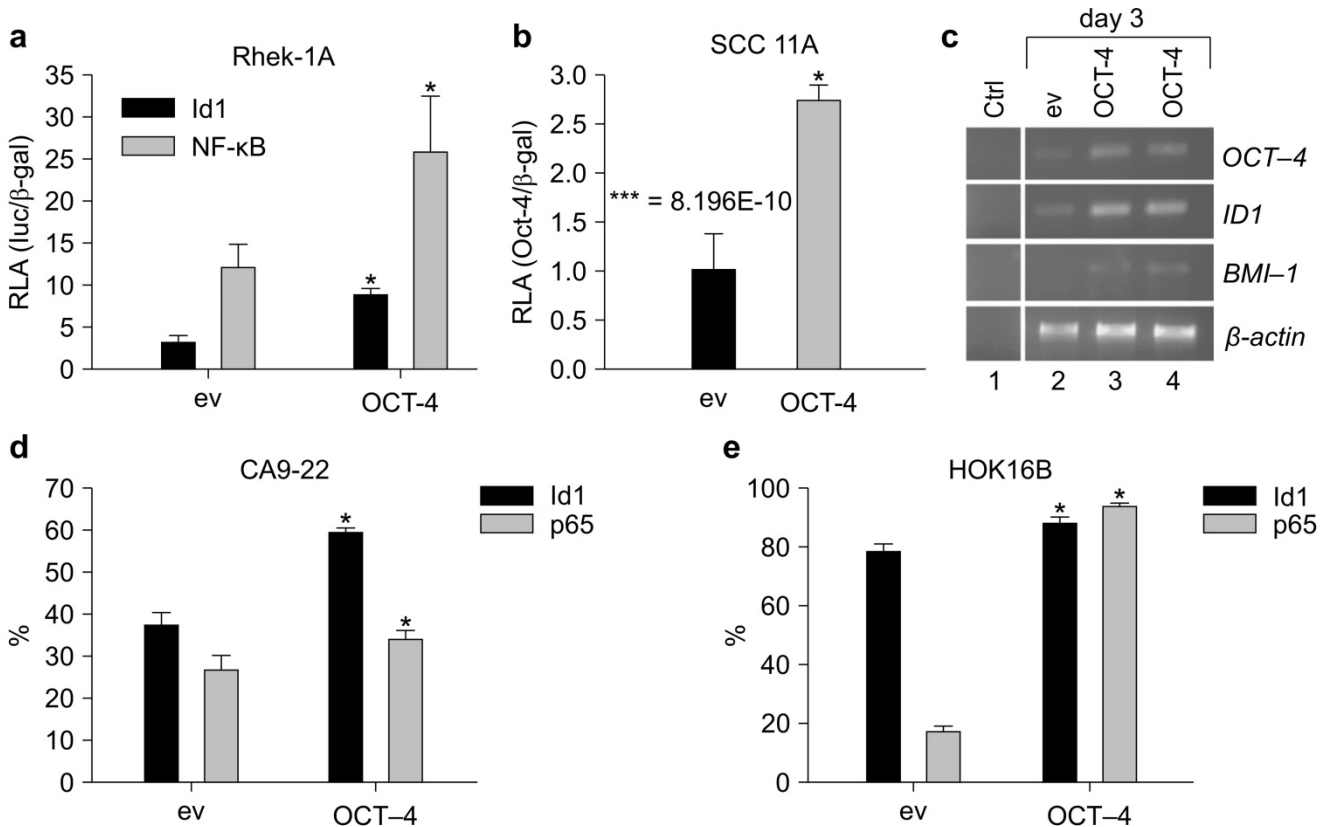 a
Rhek-1A
RLA (luc/β-gal)
35
30
25
20
15
10
5
0
Id1
NF-κB
*
*
ev
OCT-4
b
SCC 11A
RLA (Oct-4/β-gal)
3.0
2.5
2.0
1.5
1.0
0.5
0.0
*
*** = 8.196E-10
ev
OCT-4
c
day 3
Ctrl
ev
OCT-4
OCT-4
OCT–4
ID1
BMI–1
β-actin
1 2 3 4
d
CA9-22
%
70
60
50
40
30
20
10
0
*
*
Id1
p65
ev
OCT–4
e
HOK16B
%
100
80
60
40
20
0
* *
Id1
p65
ev
OCT–4